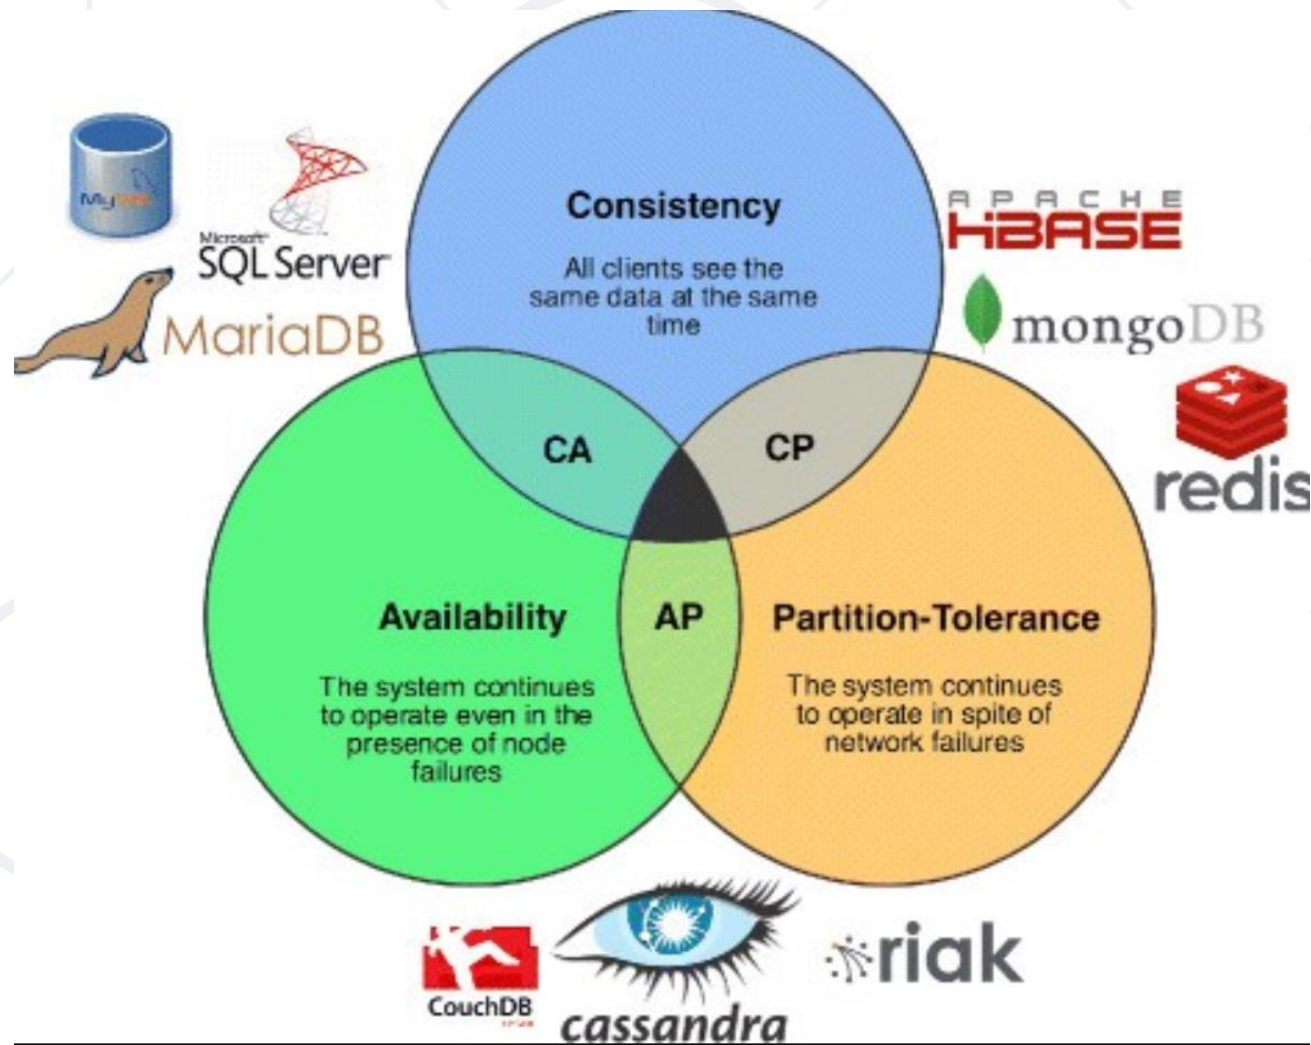 MySQL
Microsoft
SQL Server
MariaDB
Consistency
All clients see the
same data at the same
time
APACHE
HBASE
mongoDB
redis
CA
CP
AP
Availability
The system continues
to operate even in the
presence of node
failures
Partition-Tolerance
The system continues
to operate in spite of
network failures
CouchDB
cassandra
riak